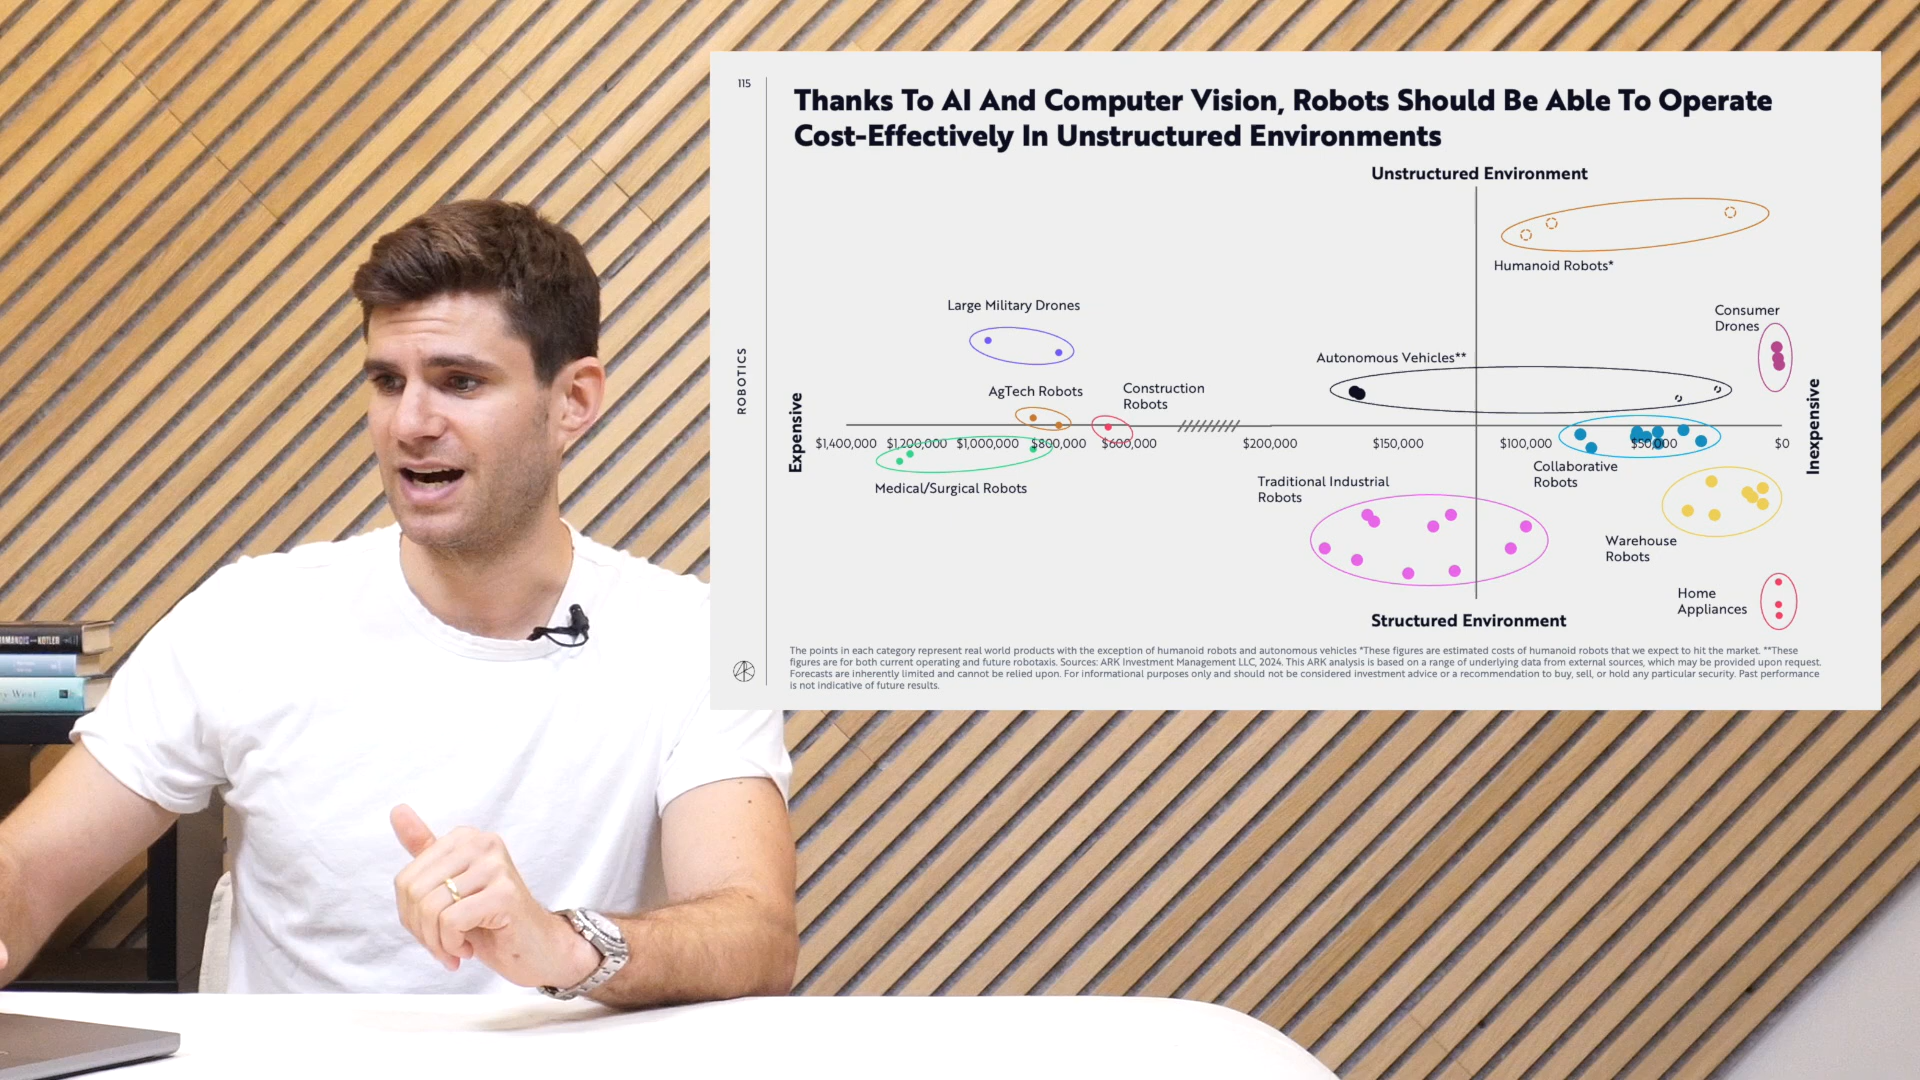 115
Thanks To AI And Computer Vision, Robots Should Be Able To Operate
Cost-Effectively In Unstructured Environments
ROBOTICS
Unstructured Environment
Humanoid Robots*
Large Military Drones
Consumer
Drones
Autonomous Vehicles**
AgTech Robots
Construction
Robots
Expensive
$1,400,000 $1,200,000 $1,000,000 $800,000 $600,000 $200,000 $150,000 $100,000 $50,000 $0
Inexpensive
Medical/Surgical Robots
Collaborative
Robots
Traditional Industrial
Robots
Warehouse
Robots
Home
Appliances
Structured Environment
The points in each category represent real world products with the exception of humanoid robots and autonomous vehicles *These figures are estimated costs of humanoid robots that we expect to hit the market. **These
figures are for both current operating and future robotaxis. Sources: ARK Investment Management LLC, 2024. This ARK analysis is based on a range of underlying data from external sources, which may be provided upon request.
Forecasts are inherently limited and cannot be relied upon. For informational purposes only and should not be considered investment advice or a recommendation to buy, sell, or hold any particular security. Past performance
is not indicative of future results.
KOTLER